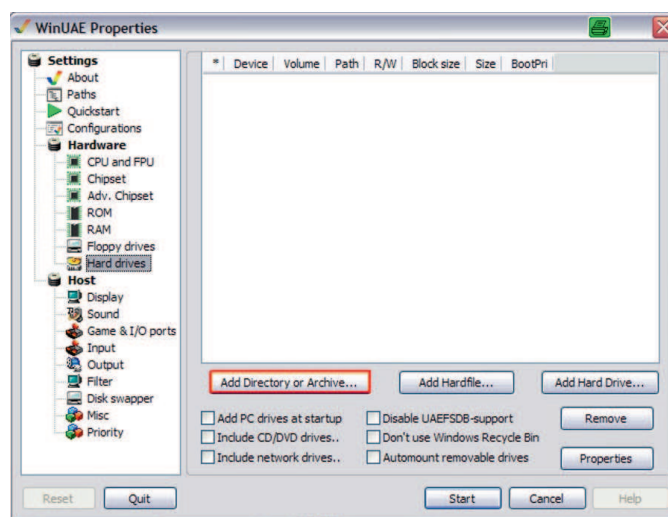 WinUAE Properties
Settings
About
Paths
Quickstart
Configurations
Hardware
CPU and FPU
Chipset
Adv. Chipset
ROM
RAM
Floppy drives
Hard drives
Host
Display
Sound
Game & I/O ports
Input
Output
Filter
Disk swapper
Misc
Priority
* Device Volume Path R/W Block size Size BootPri
Add Directory or Archive... Add Hardfile... Add Hard Drive...
Add PC drives at startup Disable UAEFSDB-support Remove
Include CD/DVD drives.. Don't use Windows Recycle Bin
Include network drives.. Automount removable drives Properties
Reset Quit Start Cancel Help